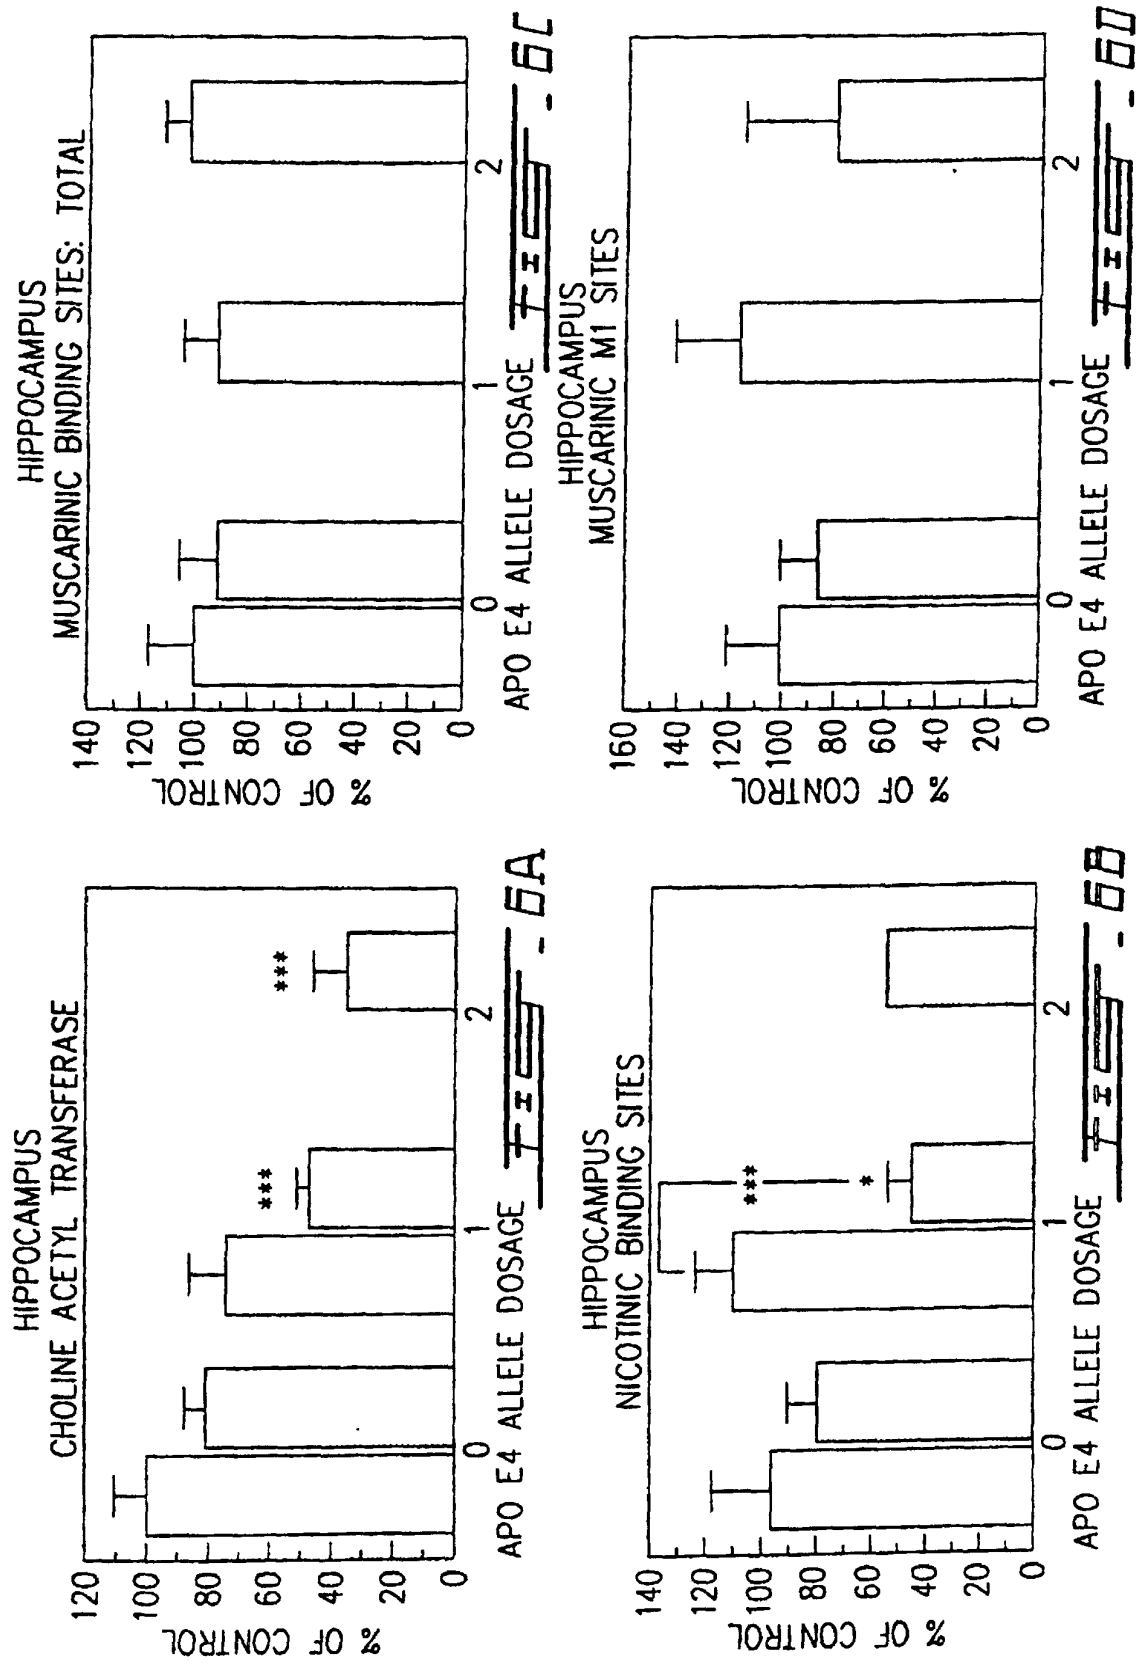 HIPPOCAMPUS
CHOLINE ACETYL TRANSFERASE
% OF CONTROL
120
100
80
60
40
20
0
***
***
0
1
2
APO E4 ALLELE DOSAGE
FIG - 6A
HIPPOCAMPUS
MUSCARINIC BINDING SITES: TOTAL
% OF CONTROL
140
120
100
80
60
40
20
0
0
1
2
APO E4 ALLELE DOSAGE
FIG - 6C
HIPPOCAMPUS
NICOTINIC BINDING SITES
% OF CONTROL
140
120
100
80
60
40
20
0
***
*
0
1
2
APO E4 ALLELE DOSAGE
FIG - 6B
HIPPOCAMPUS
MUSCARINIC M1 SITES
% OF CONTROL
160
140
120
100
80
60
40
20
0
0
1
2
APO E4 ALLELE DOSAGE
FIG - 6D